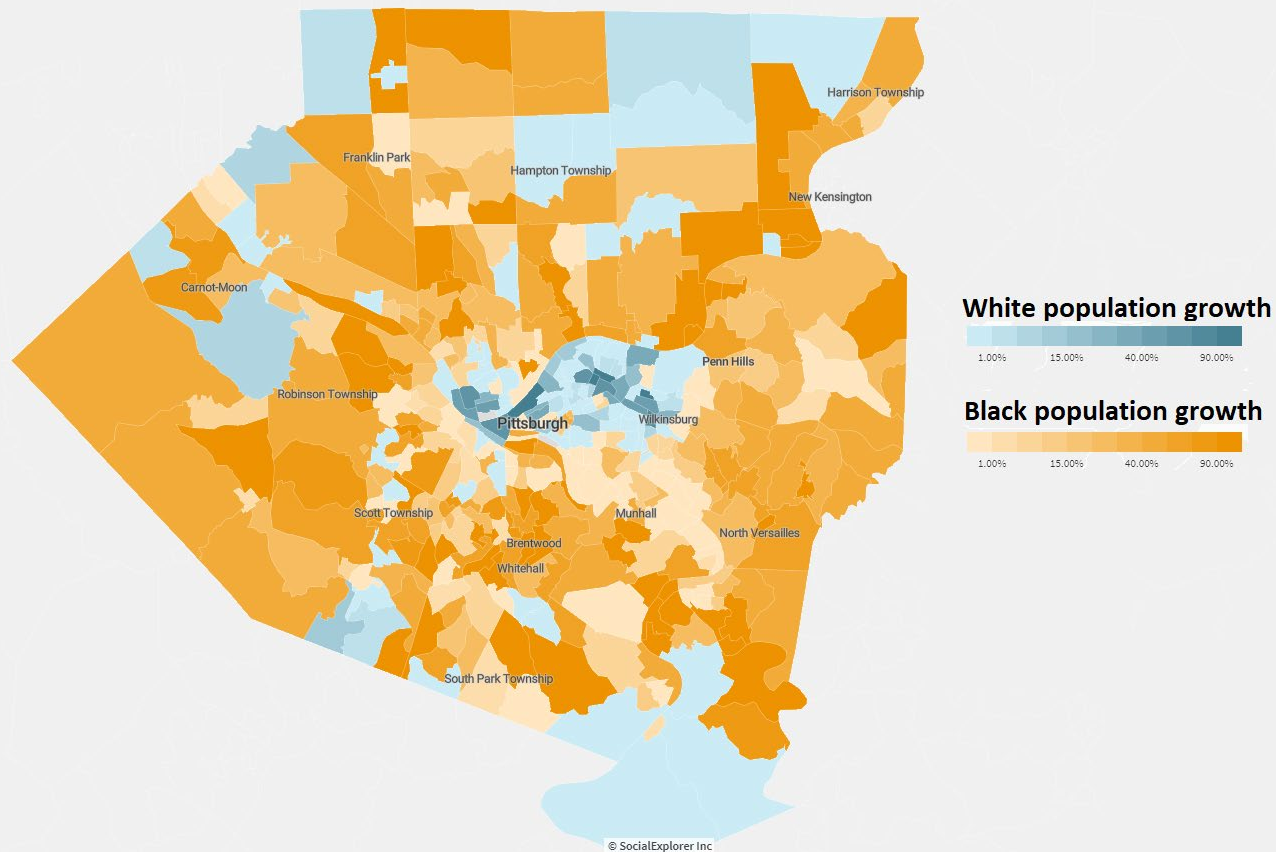 Harrison Township
Franklin Park
Hampton Township
New Kensington
Carnot-Moon
White population growth
1.00% 15.00% 40.00% 90.00%
Penn Hills
Robinson Township
Black population growth
Pittsburgh
Wilkinsburg
1.00% 15.00% 40.00% 90.00%
Scott Township
Munhall
North Versailles
Brentwood
Whitehall
South Park Township
© SocialExplorer Inc